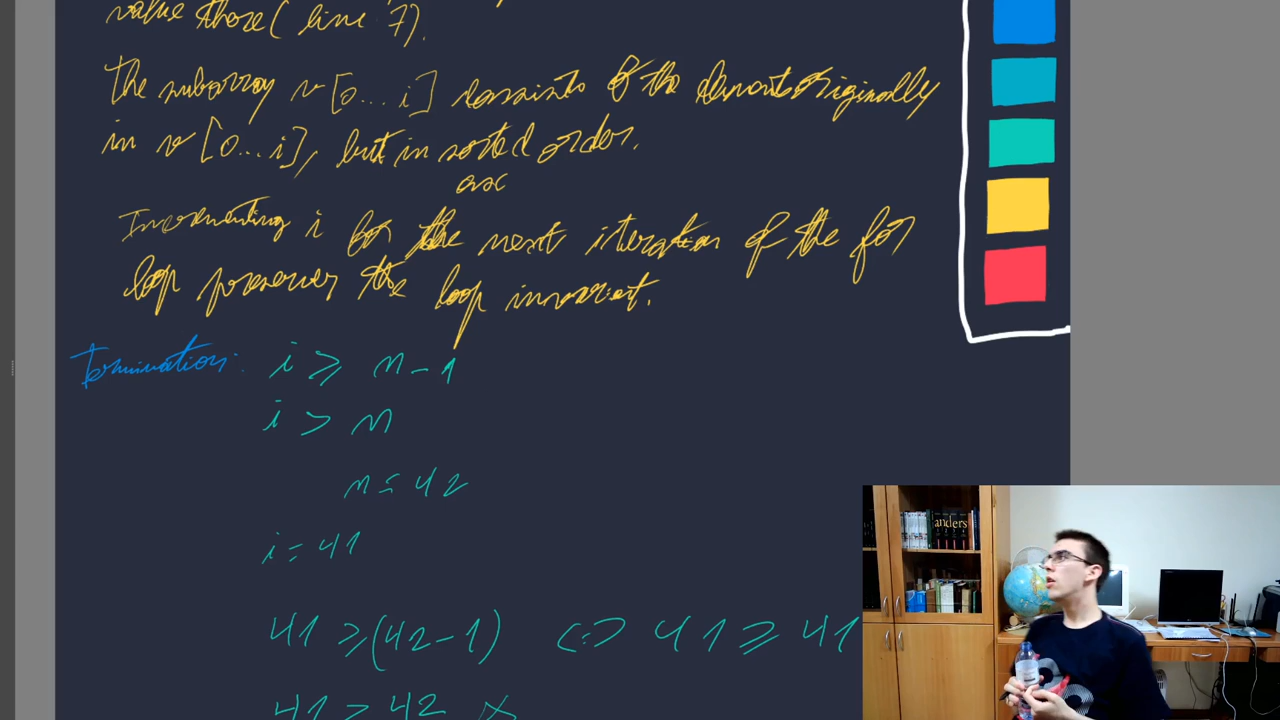 value those (line 7).
The subarray v[0...i] consists of the elements originally
in v[0...i], but in sorted order.
asc
Incrementing i for the next iteration of the for
loop preserves the loop invariant.
Termination: i ≥ n-1
i > n
n = 42
i = 41
41 ≥ (42-1) <=> 41 ≥ 41
41 > 42 ×
anders